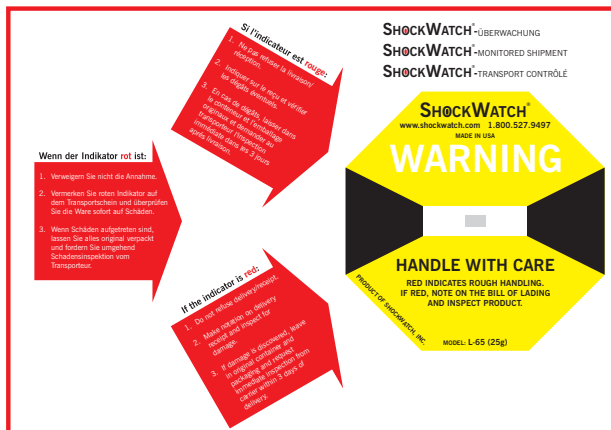 Si l'indicateur est rouge:
1. Ne pas refuser la livraison/
réception.
2. Indiquer sur le reçu et vérifier
les dégâts éventuels.
3. En cas de dégâts, laisser dans
le conteneur et l'emballage
originaux et demander au
transporteur l'inspection
immédiate dans les 3 jours
après livraison.
Wenn der Indikator rot ist:
1. Verweigern Sie nicht die Annahme.
2. Vermerken Sie roten Indikator auf
dem Transportschein und überprüfen
Sie die Ware sofort auf Schäden.
3. Wenn Schäden aufgetreten sind,
lassen Sie alles original verpackt
und fordern Sie umgehend
Schadensinspektion vom
Transporteur.
If the indicator is red:
1. Do not refuse delivery/receipt.
2. Make notation on delivery
receipt and inspect for
damage.
3. If damage is discovered, leave
in original container and
packaging and request
immediate inspection from
carrier within 3 days of
delivery.
SHOCKWATCH®-ÜBERWACHUNG
SHOCKWATCH®-MONITORED SHIPMENT
SHOCKWATCH®-TRANSPORT CONTRÔLÉ
SHOCKWATCH®
www.shockwatch.com 1.800.527.9497
MADE IN USA
WARNING
HANDLE WITH CARE
RED INDICATES ROUGH HANDLING.
IF RED, NOTE ON THE BILL OF LADING
AND INSPECT PRODUCT.
PRODUCT OF SHOCKWATCH, INC.
MODEL: L-65 (25g)